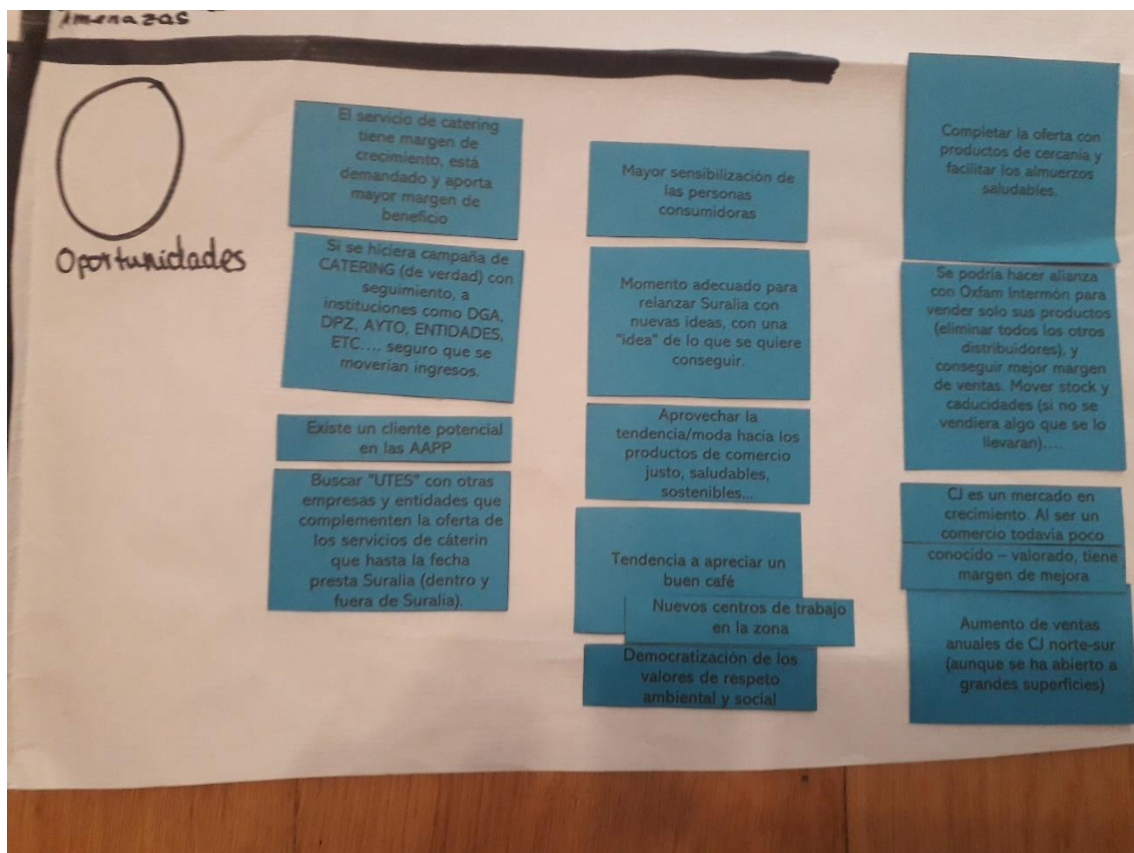 Amenazas
Oportunidades
El servicio de catering
tiene margen de
crecimiento, está
demandado y aporta
mayor margen de
beneficio
Si se hiciera campaña de
CATERING (de verdad) con
seguimiento, a
instituciones como DGA,
DPZ, AYTO, ENTIDADES,
ETC.... seguro que se
moverían ingresos.
Existe un cliente potencial
en las AAPP
Buscar "UTES" con otras
empresas y entidades que
complementen la oferta de
los servicios de cáterin
que hasta la fecha
presta Suralia (dentro y
fuera de Suralia).
Mayor sensibilización de
las personas
consumidoras
Momento adecuado para
relanzar Suralia con
nuevas ideas, con una
"idea" de lo que se quiere
conseguir.
Aprovechar la
tendencia/moda hacia los
productos de comercio
justo, saludables,
sostenibles...
Tendencia a apreciar un
buen café
Nuevos centros de trabajo
en la zona
Democratización de los
valores de respeto
ambiental y social
Completar la oferta con
productos de cercanía y
facilitar los almuerzos
saludables.
Se podría hacer alianza
con Oxfam Intermón para
vender solo sus productos
(eliminar todos los otros
distribuidores), y
conseguir mejor margen
de ventas. Mover stock y
caducidades (si no se
vendiera algo que se lo
llevaran)....
CJ es un mercado en
crecimiento. Al ser un
comercio todavía poco
conocido – valorado, tiene
margen de mejora
Aumento de ventas
anuales de CJ norte-sur
(aunque se ha abierto a
grandes superficies)